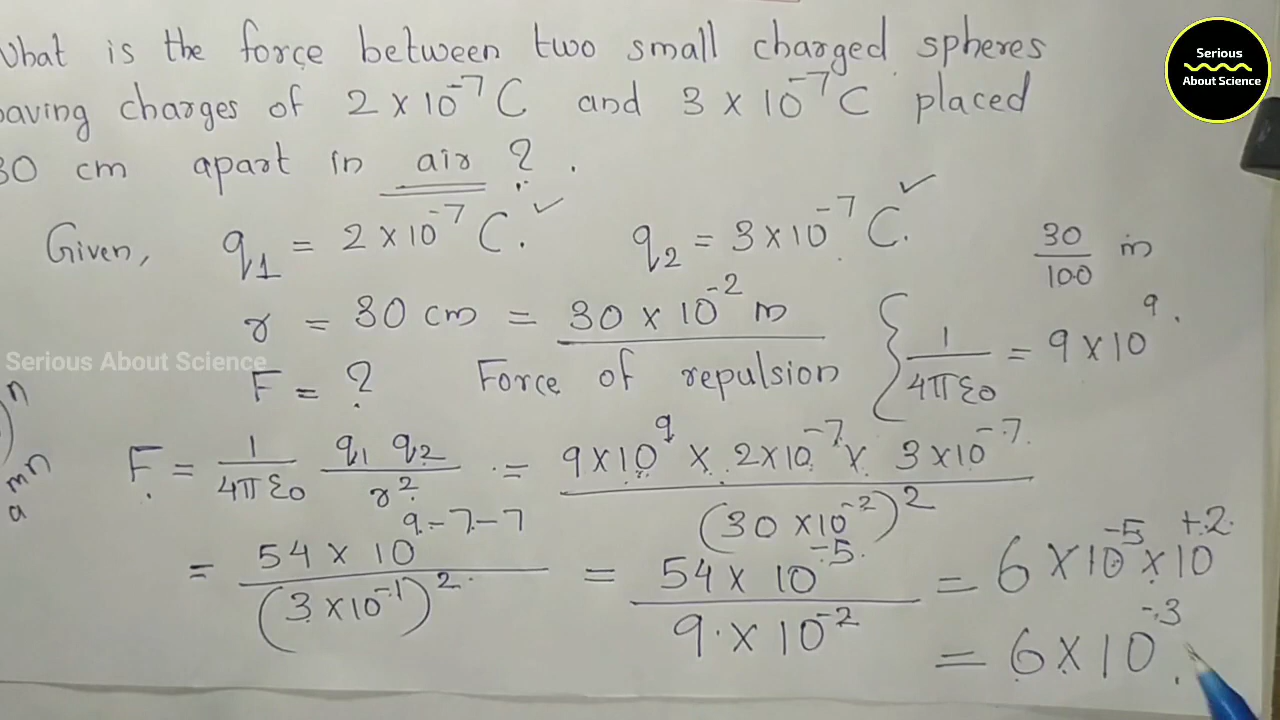 What is the force between two small charged spheres
having charges of 2 × 10⁻⁷ C and 3 × 10⁻⁷ C placed
30 cm apart in air ?.
Serious
About Science
Given, q₁ = 2 × 10⁻⁷ C. ✓ q₂ = 3 × 10⁻⁷ C. ✓
30/100 m
r = 30 cm = 30 × 10⁻² m
{ 1/4πε₀ = 9 × 10⁹.
Serious About Science
F = ? Force of repulsion
n
mn
a
F = 1/4πε₀ q₁ q₂/r² = 9×10⁹ × 2×10⁻⁷ × 3×10⁻⁷/(30 × 10⁻²)²
= 54 × 10⁹⁻⁷⁻⁷/(3 × 10⁻¹)² = 54 × 10⁻⁵/9 × 10⁻² = 6 × 10⁻⁵ × 10⁺²
= 6 × 10⁻³